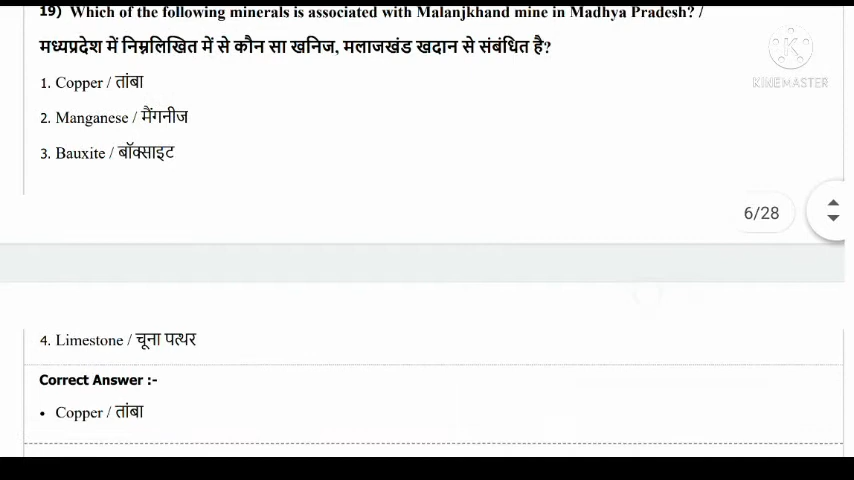 19) Which of the following minerals is associated with Malanjkhand mine in Madhya Pradesh? /
मध्यप्रदेश में निम्नलिखित में से कौन सा खनिज, मलाजखंड खदान से संबंधित है?
1. Copper / तांबा
2. Manganese / मैंगनीज
3. Bauxite / बॉक्साइट
K
KINEMASTER
6/28
4. Limestone / चूना पत्थर
Correct Answer :-
• Copper / तांबा